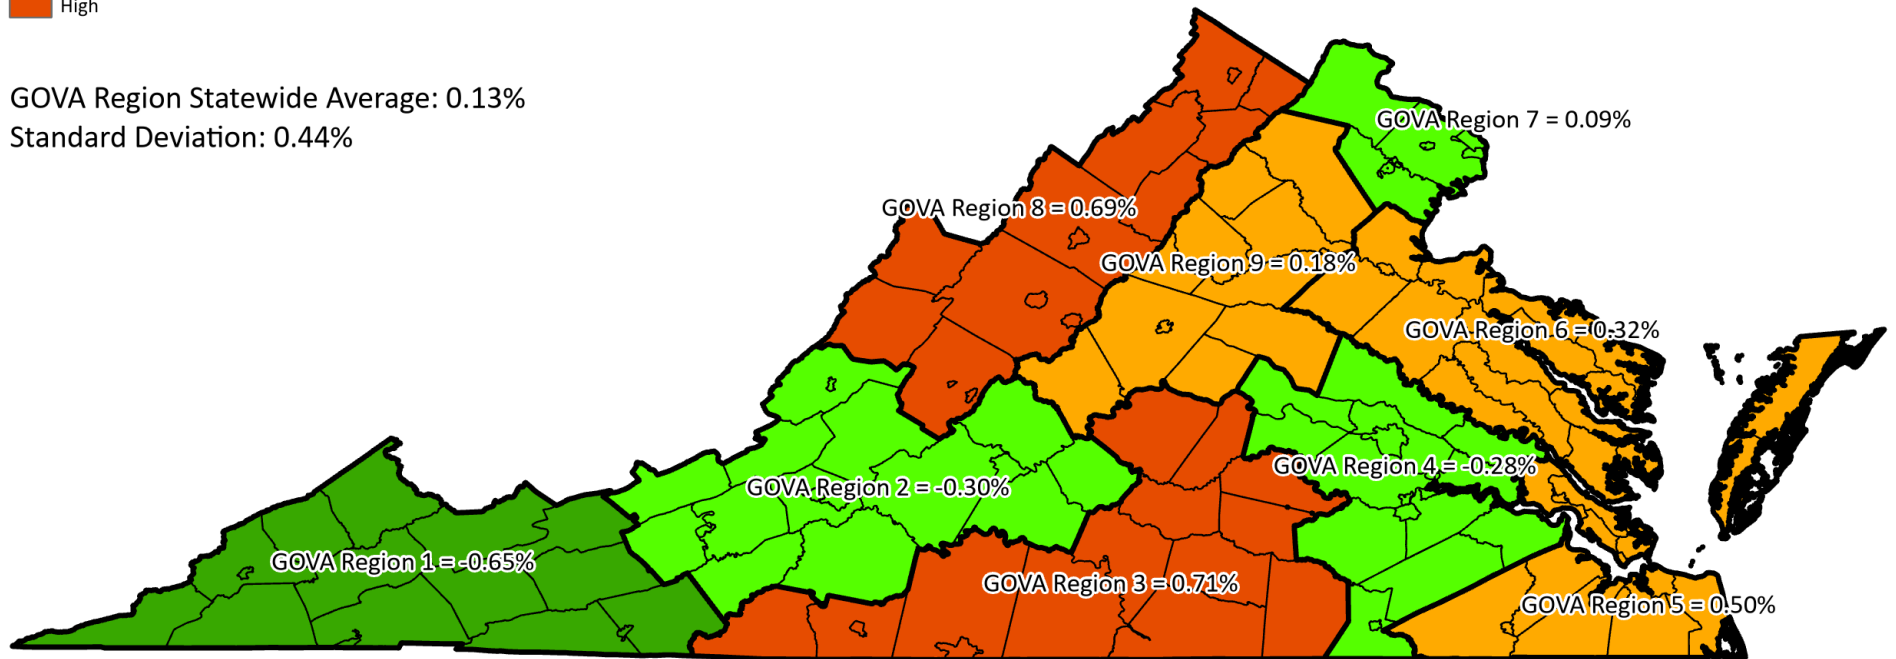 High
GOVA Region Statewide Average: 0.13%
Standard Deviation: 0.44%
GOVA Region 7 = 0.09%
GOVA Region 8 = 0.69%
GOVA Region 9 = 0.18%
GOVA Region 6 = 0.32%
GOVA Region 4 = -0.28%
GOVA Region 2 = -0.30%
GOVA Region 1 = -0.65%
GOVA Region 3 = 0.71%
GOVA Region 5 = 0.50%